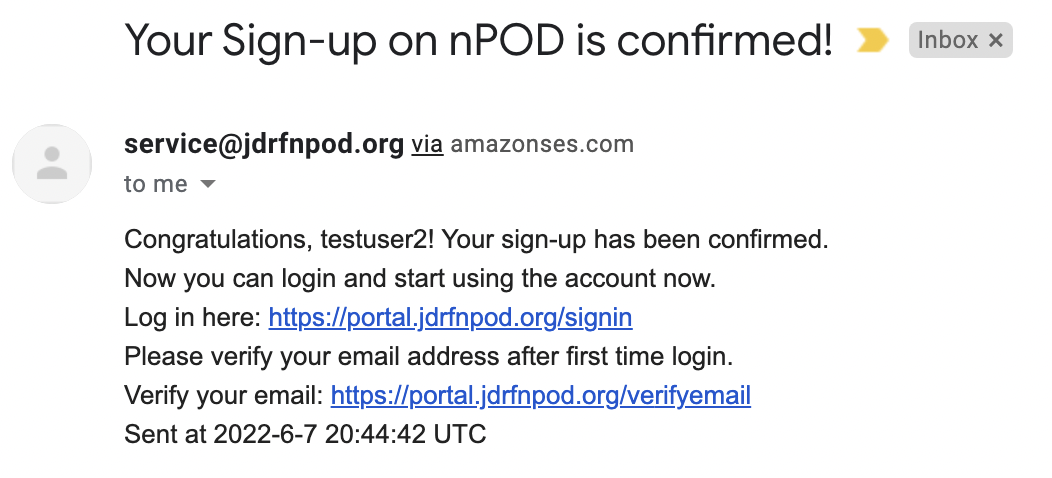 Your Sign-up on nPOD is confirmed! Inbox ×
service@jdrfnpod.org via amazonses.com
to me
Congratulations, testuser2! Your sign-up has been confirmed.
Now you can login and start using the account now.
Log in here: https://portal.jdrfnpod.org/signin
Please verify your email address after first time login.
Verify your email: https://portal.jdrfnpod.org/verifyemail
Sent at 2022-6-7 20:44:42 UTC